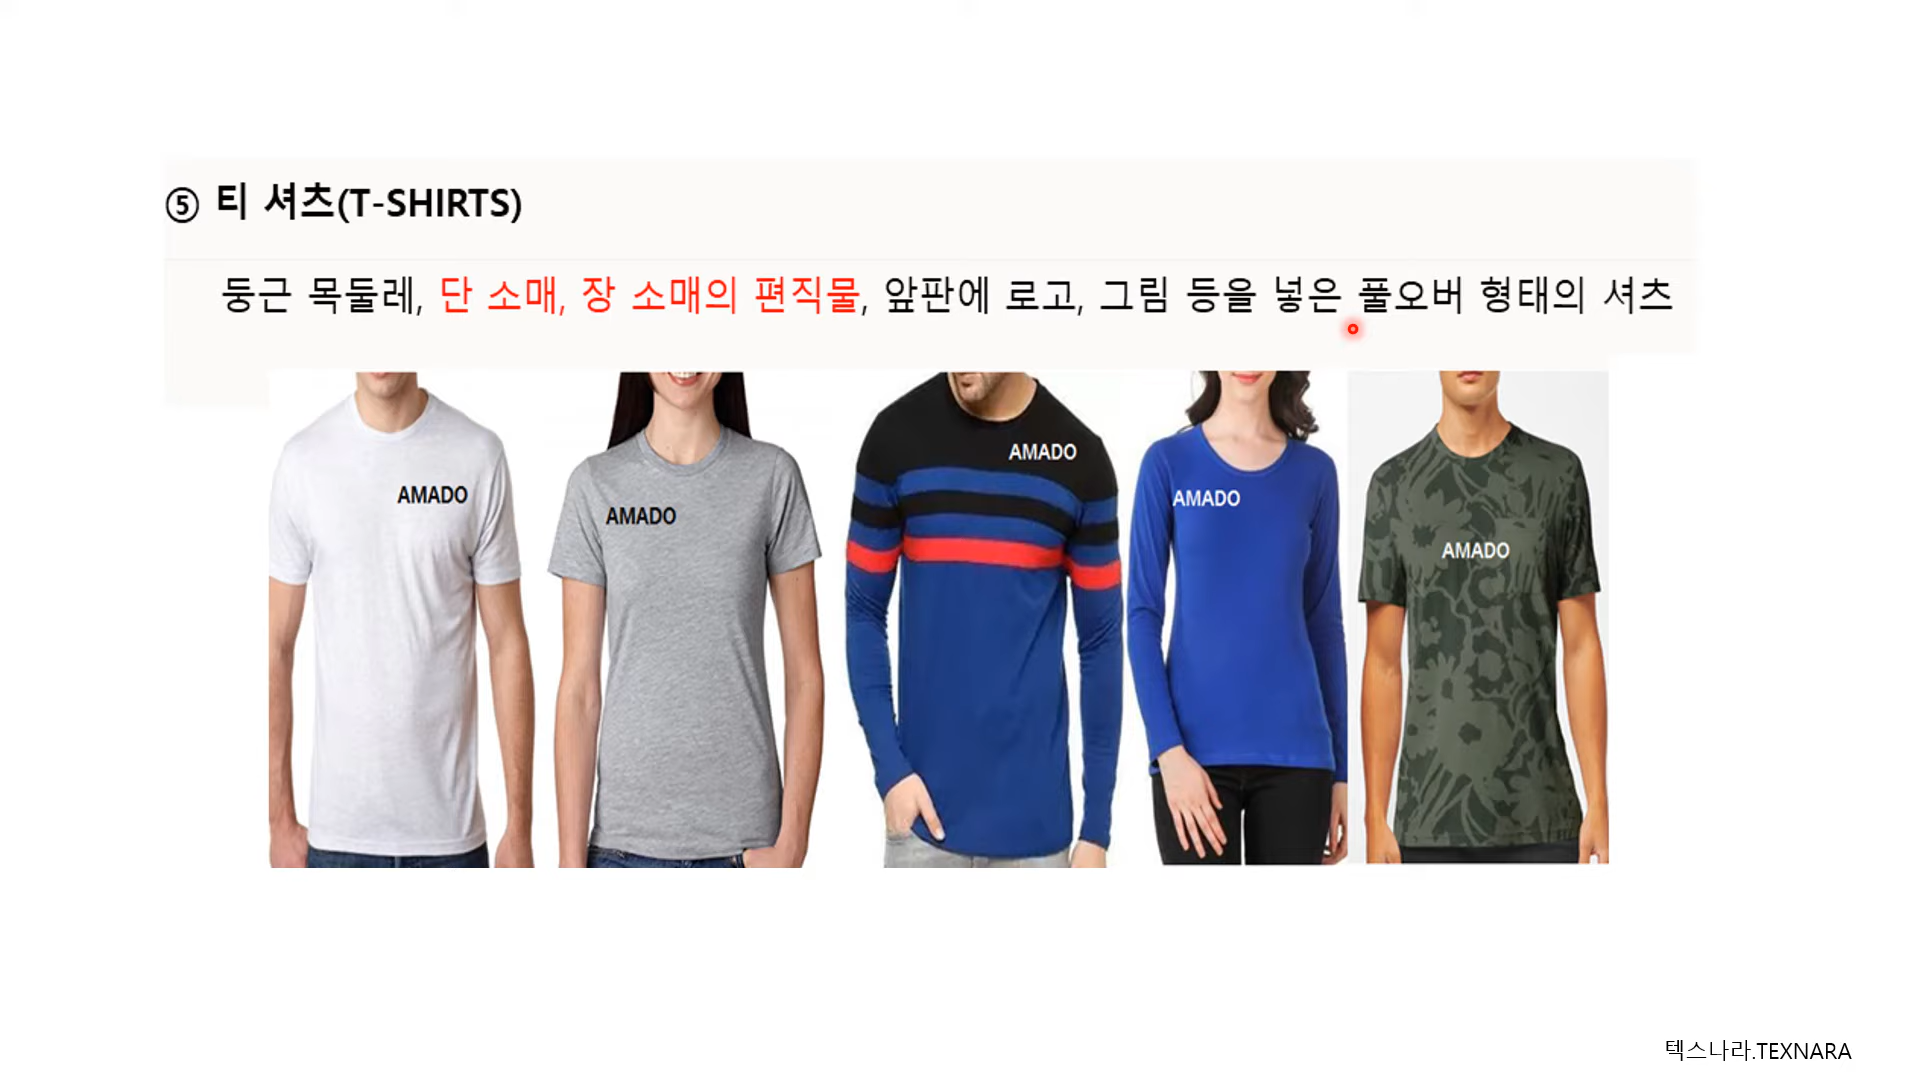 ⑤ 티 셔츠(T-SHIRTS)
둥근 목둘레, 단 소매, 장 소매의 편직물, 앞판에 로고, 그림 등을 넣은 풀오버 형태의 셔츠
AMADO
AMADO
AMADO
AMADO
AMADO
텍스나라.TEXNARA